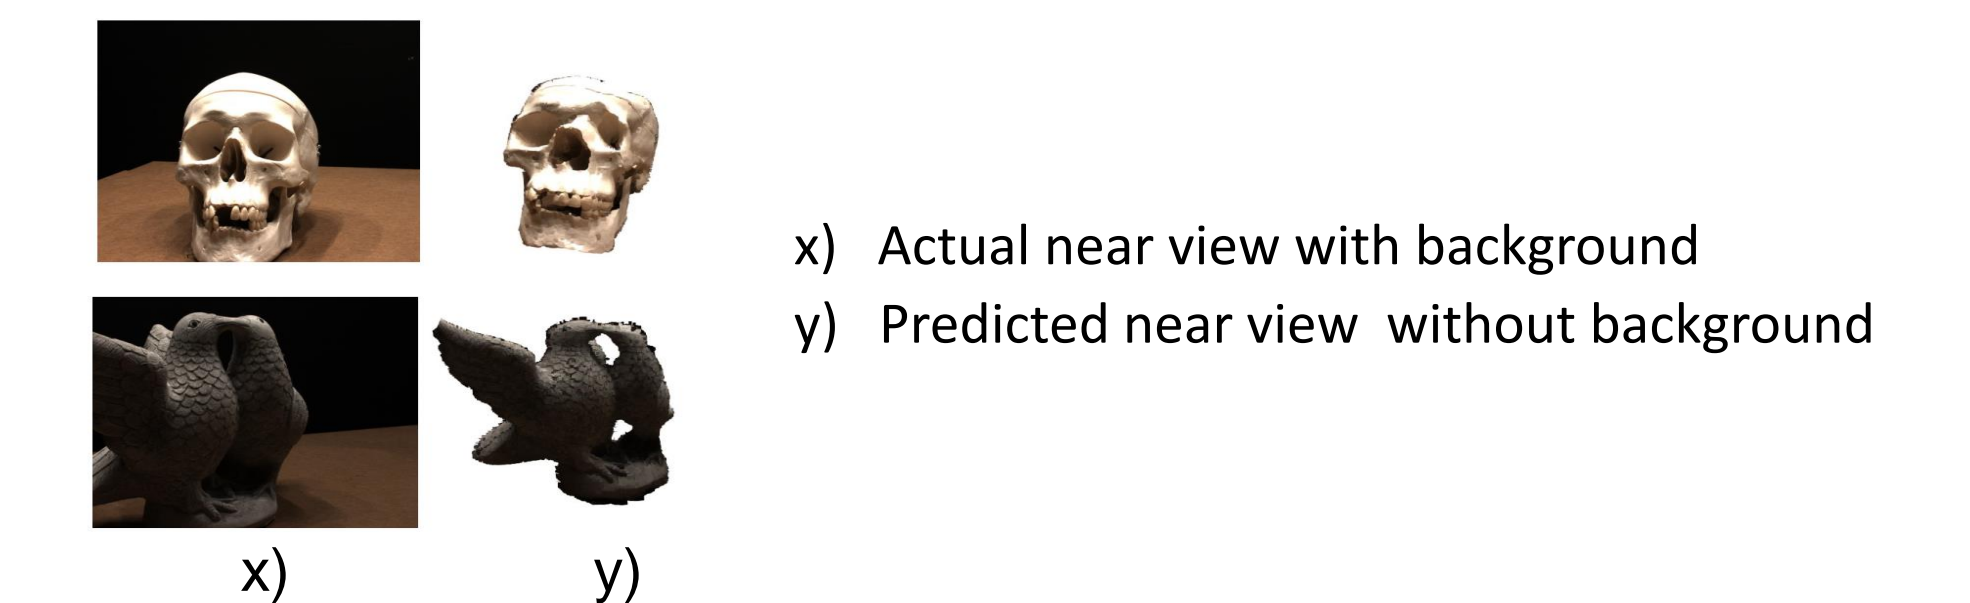 x) Actual near view with background
y) Predicted near view without background
x) y)